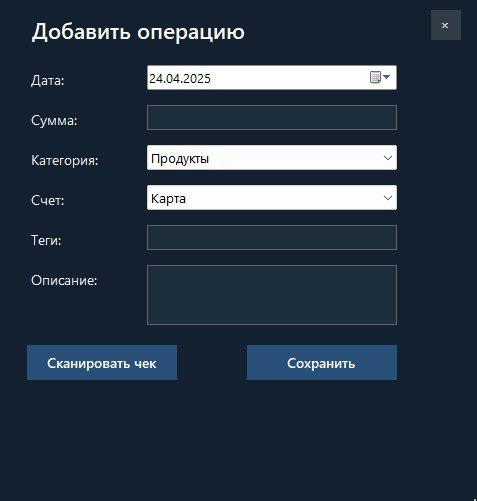 Добавить операцию
×
Дата: 24.04.2025
Сумма:
Категория: Продукты
Счет: Карта
Теги:
Описание:
Сканировать чек Сохранить